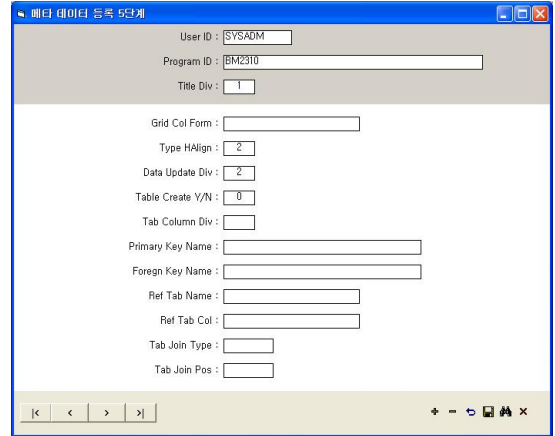 메타 데이터 등록 5단계
User ID : SYSADM
Program ID : BM2310
Title Div : 1
Grid Col Form :
Type HAlign : 2
Data Update Div : 2
Table Create Y/N : 0
Tab Column Div :
Primary Key Name :
Foregn Key Name :
Ref Tab Name :
Ref Tab Col :
Tab Join Type :
Tab Join Pos :
|< < > >|